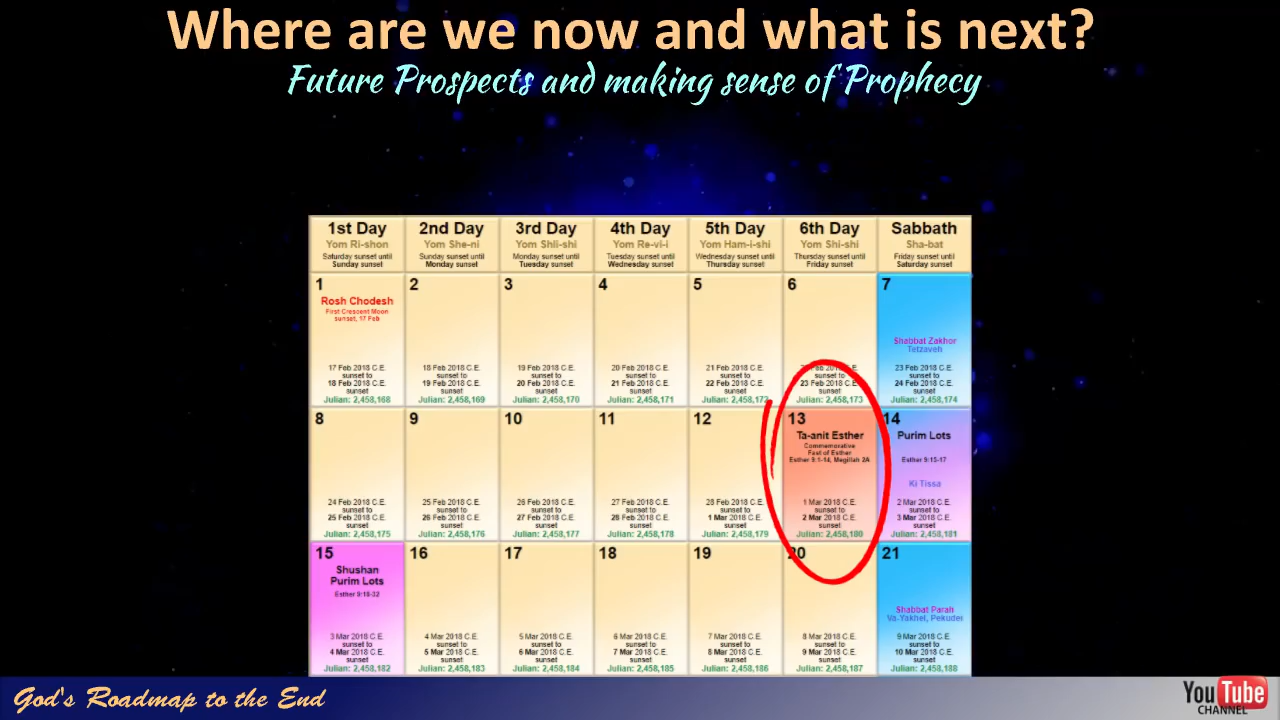 Where are we now and what is next?
Future Prospects and making sense of Prophecy
1st Day
Yom Ri-shon
Saturday sunset until
Sunday sunset
2nd Day
Yom She-ni
Sunday sunset until
Monday sunset
3rd Day
Yom Shli-shi
Monday sunset until
Tuesday sunset
4th Day
Yom Re-vi-i
Tuesday sunset until
Wednesday sunset
5th Day
Yom Ham-i-shi
Wednesday sunset until
Thursday sunset
6th Day
Yom Shi-shi
Thursday sunset until
Friday sunset
Sabbath
Sha-bat
Friday sunset until
Saturday sunset
1
Rosh Chodesh
First Crescent Moon
sunset, 17 Feb
17 Feb 2018 C.E.
sunset to
18 Feb 2018 C.E.
sunset
Julian: 2,458,168
2
18 Feb 2018 C.E.
sunset to
19 Feb 2018 C.E.
sunset
Julian: 2,458,169
3
19 Feb 2018 C.E.
sunset to
20 Feb 2018 C.E.
sunset
Julian: 2,458,170
4
20 Feb 2018 C.E.
sunset to
21 Feb 2018 C.E.
sunset
Julian: 2,458,171
5
21 Feb 2018 C.E.
sunset to
22 Feb 2018 C.E.
sunset
Julian: 2,458,172
6
Feb 2018 C.E.
sunset to
23 Feb 2018 C.E.
sunset
Julian: 2,458,173
7
Shabbat Zakhor
Tetzaveh
23 Feb 2018 C.E.
sunset to
24 Feb 2018 C.E.
sunset
Julian: 2,458,174
8
24 Feb 2018 C.E.
sunset to
25 Feb 2018 C.E.
sunset
Julian: 2,458,175
9
25 Feb 2018 C.E.
sunset to
26 Feb 2018 C.E.
sunset
Julian: 2,458,176
10
26 Feb 2018 C.E.
sunset to
27 Feb 2018 C.E.
sunset
Julian: 2,458,177
11
27 Feb 2018 C.E.
sunset to
28 Feb 2018 C.E.
sunset
Julian: 2,458,178
12
28 Feb 2018 C.E.
sunset to
1 Mar 2018 C.E.
sunset
Julian: 2,458,179
13
Ta-anit Esther
Commemorative
Fast of Esther
Esther 9:1-14, Megillah 2A
1 Mar 2018 C.E.
sunset to
2 Mar 2018 C.E.
sunset
Julian: 2,458,180
14
Purim Lots
Esther 9:15-17
Ki Tissa
2 Mar 2018 C.E.
sunset to
3 Mar 2018 C.E.
sunset
Julian: 2,458,181
15
Shushan
Purim Lots
Esther 9:18-32
3 Mar 2018 C.E.
sunset to
4 Mar 2018 C.E.
sunset
Julian: 2,458,182
16
4 Mar 2018 C.E.
sunset to
5 Mar 2018 C.E.
sunset
Julian: 2,458,183
17
5 Mar 2018 C.E.
sunset to
6 Mar 2018 C.E.
sunset
Julian: 2,458,184
18
6 Mar 2018 C.E.
sunset to
7 Mar 2018 C.E.
sunset
Julian: 2,458,185
19
7 Mar 2018 C.E.
sunset to
8 Mar 2018 C.E.
sunset
Julian: 2,458,186
20
8 Mar 2018 C.E.
sunset to
9 Mar 2018 C.E.
sunset
Julian: 2,458,187
21
Shabbat Parah
Va-Yakhel, Pekudei
9 Mar 2018 C.E.
sunset to
10 Mar 2018 C.E.
sunset
Julian: 2,458,188
God's Roadmap to the End
YouTube
CHANNEL